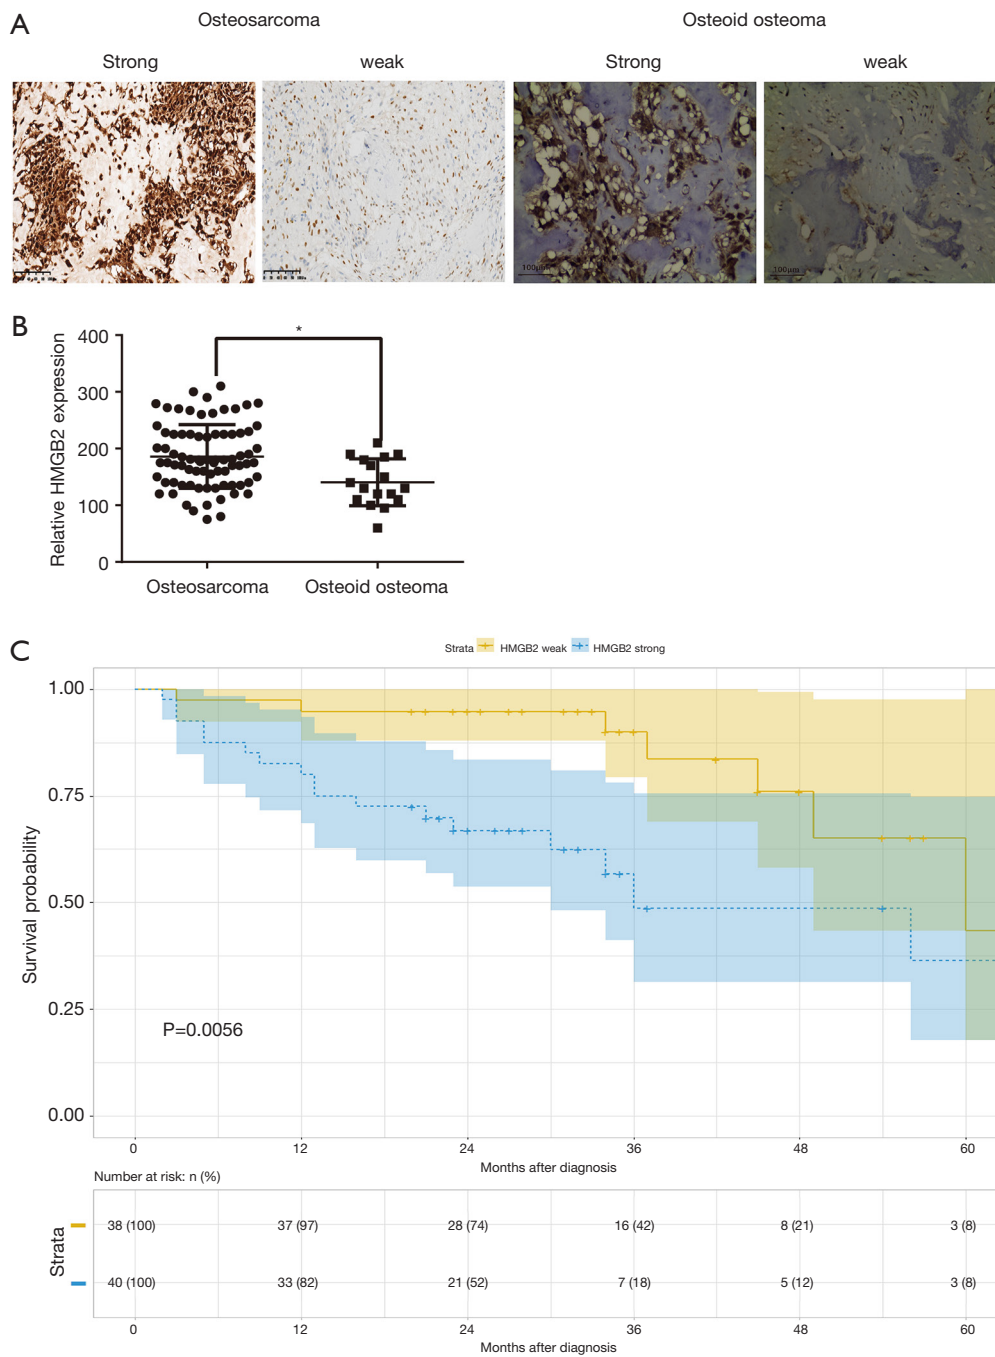 A
Osteosarcoma
Osteoid osteoma
Strong
weak
Strong
weak
100μm
100μm
B
Relative HMGB2 expression
400
300
200
100
0
*
Osteosarcoma
Osteoid osteoma
C
Strata HMGB2 weak HMGB2 strong
Survival probability
1.00
0.75
0.50
0.25
0.00
P=0.0056
0 12 24 36 48 60
Months after diagnosis
Number at risk: n (%)
Strata
38 (100) 37 (97) 28 (74) 16 (42) 8 (21) 3 (8)
40 (100) 33 (82) 21 (52) 7 (18) 5 (12) 3 (8)
0 12 24 36 48 60
Months after diagnosis